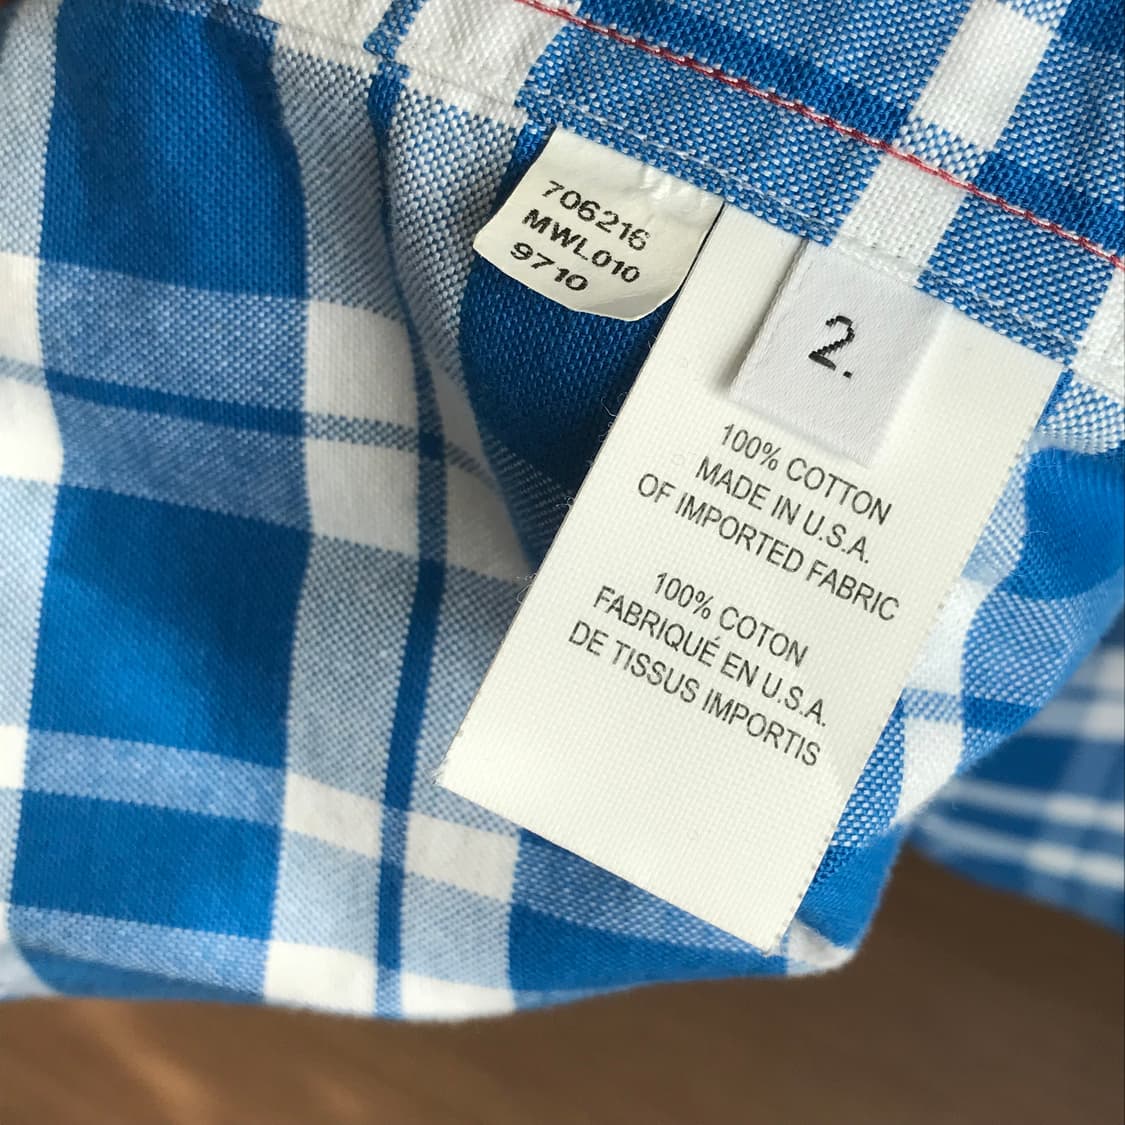 706216
MWL010
9710
2.
100% COTTON
MADE IN U.S.A.
OF IMPORTED FABRIC
100% COTON
FABRIQUÉ EN U.S.A.
DE TISSUS IMPORTIS